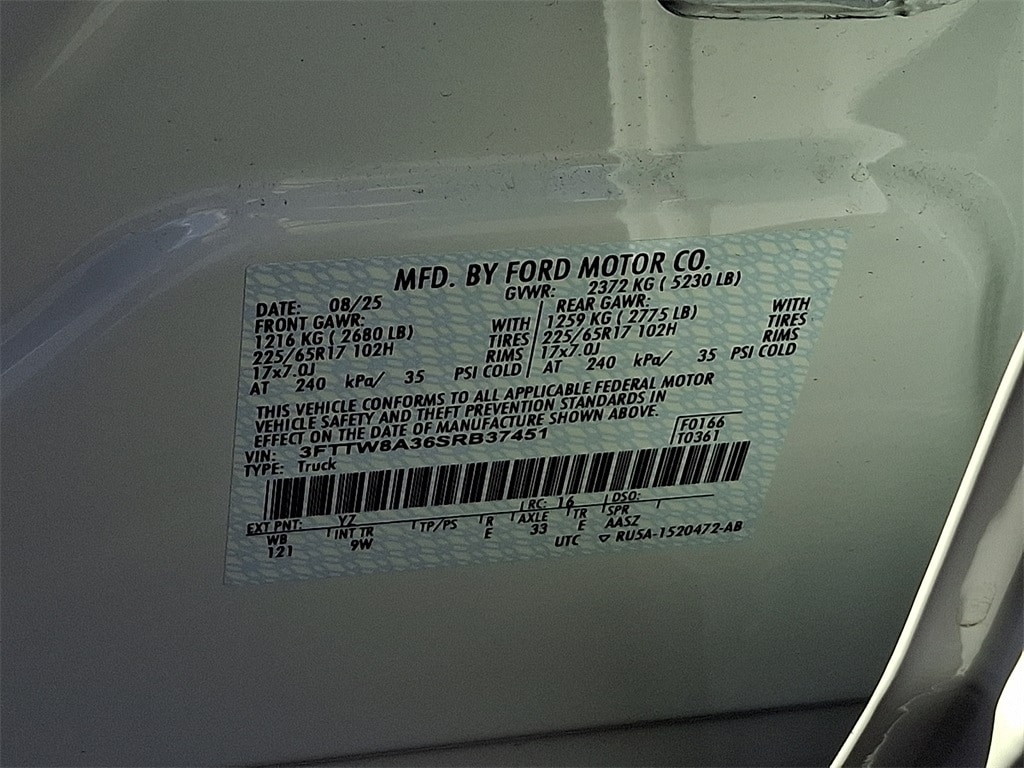 MFD. BY FORD MOTOR CO.
DATE: 08/25 GVWR: 2372 KG ( 5230 LB)
FRONT GAWR: REAR GAWR:
1216 KG ( 2680 LB) WITH 1259 KG ( 2775 LB) WITH
225/65R17 102H TIRES 225/65R17 102H TIRES
17x7.0J RIMS 17x7.0J RIMS
AT 240 kPa/ 35 PSI COLD AT 240 kPa/ 35 PSI COLD
THIS VEHICLE CONFORMS TO ALL APPLICABLE FEDERAL MOTOR
VEHICLE SAFETY AND THEFT PREVENTION STANDARDS IN
EFFECT ON THE DATE OF MANUFACTURE SHOWN ABOVE.
VIN: 3FTTW8A36SRB37451 F0166
TYPE: Truck T0361
EXT PNT: YZ RC: 16 DSO:
WB INT TR TP/PS R AXLE TR SPR
121 9W E 33 E AASZ
UTC ▽ RU5A-1520472-AB